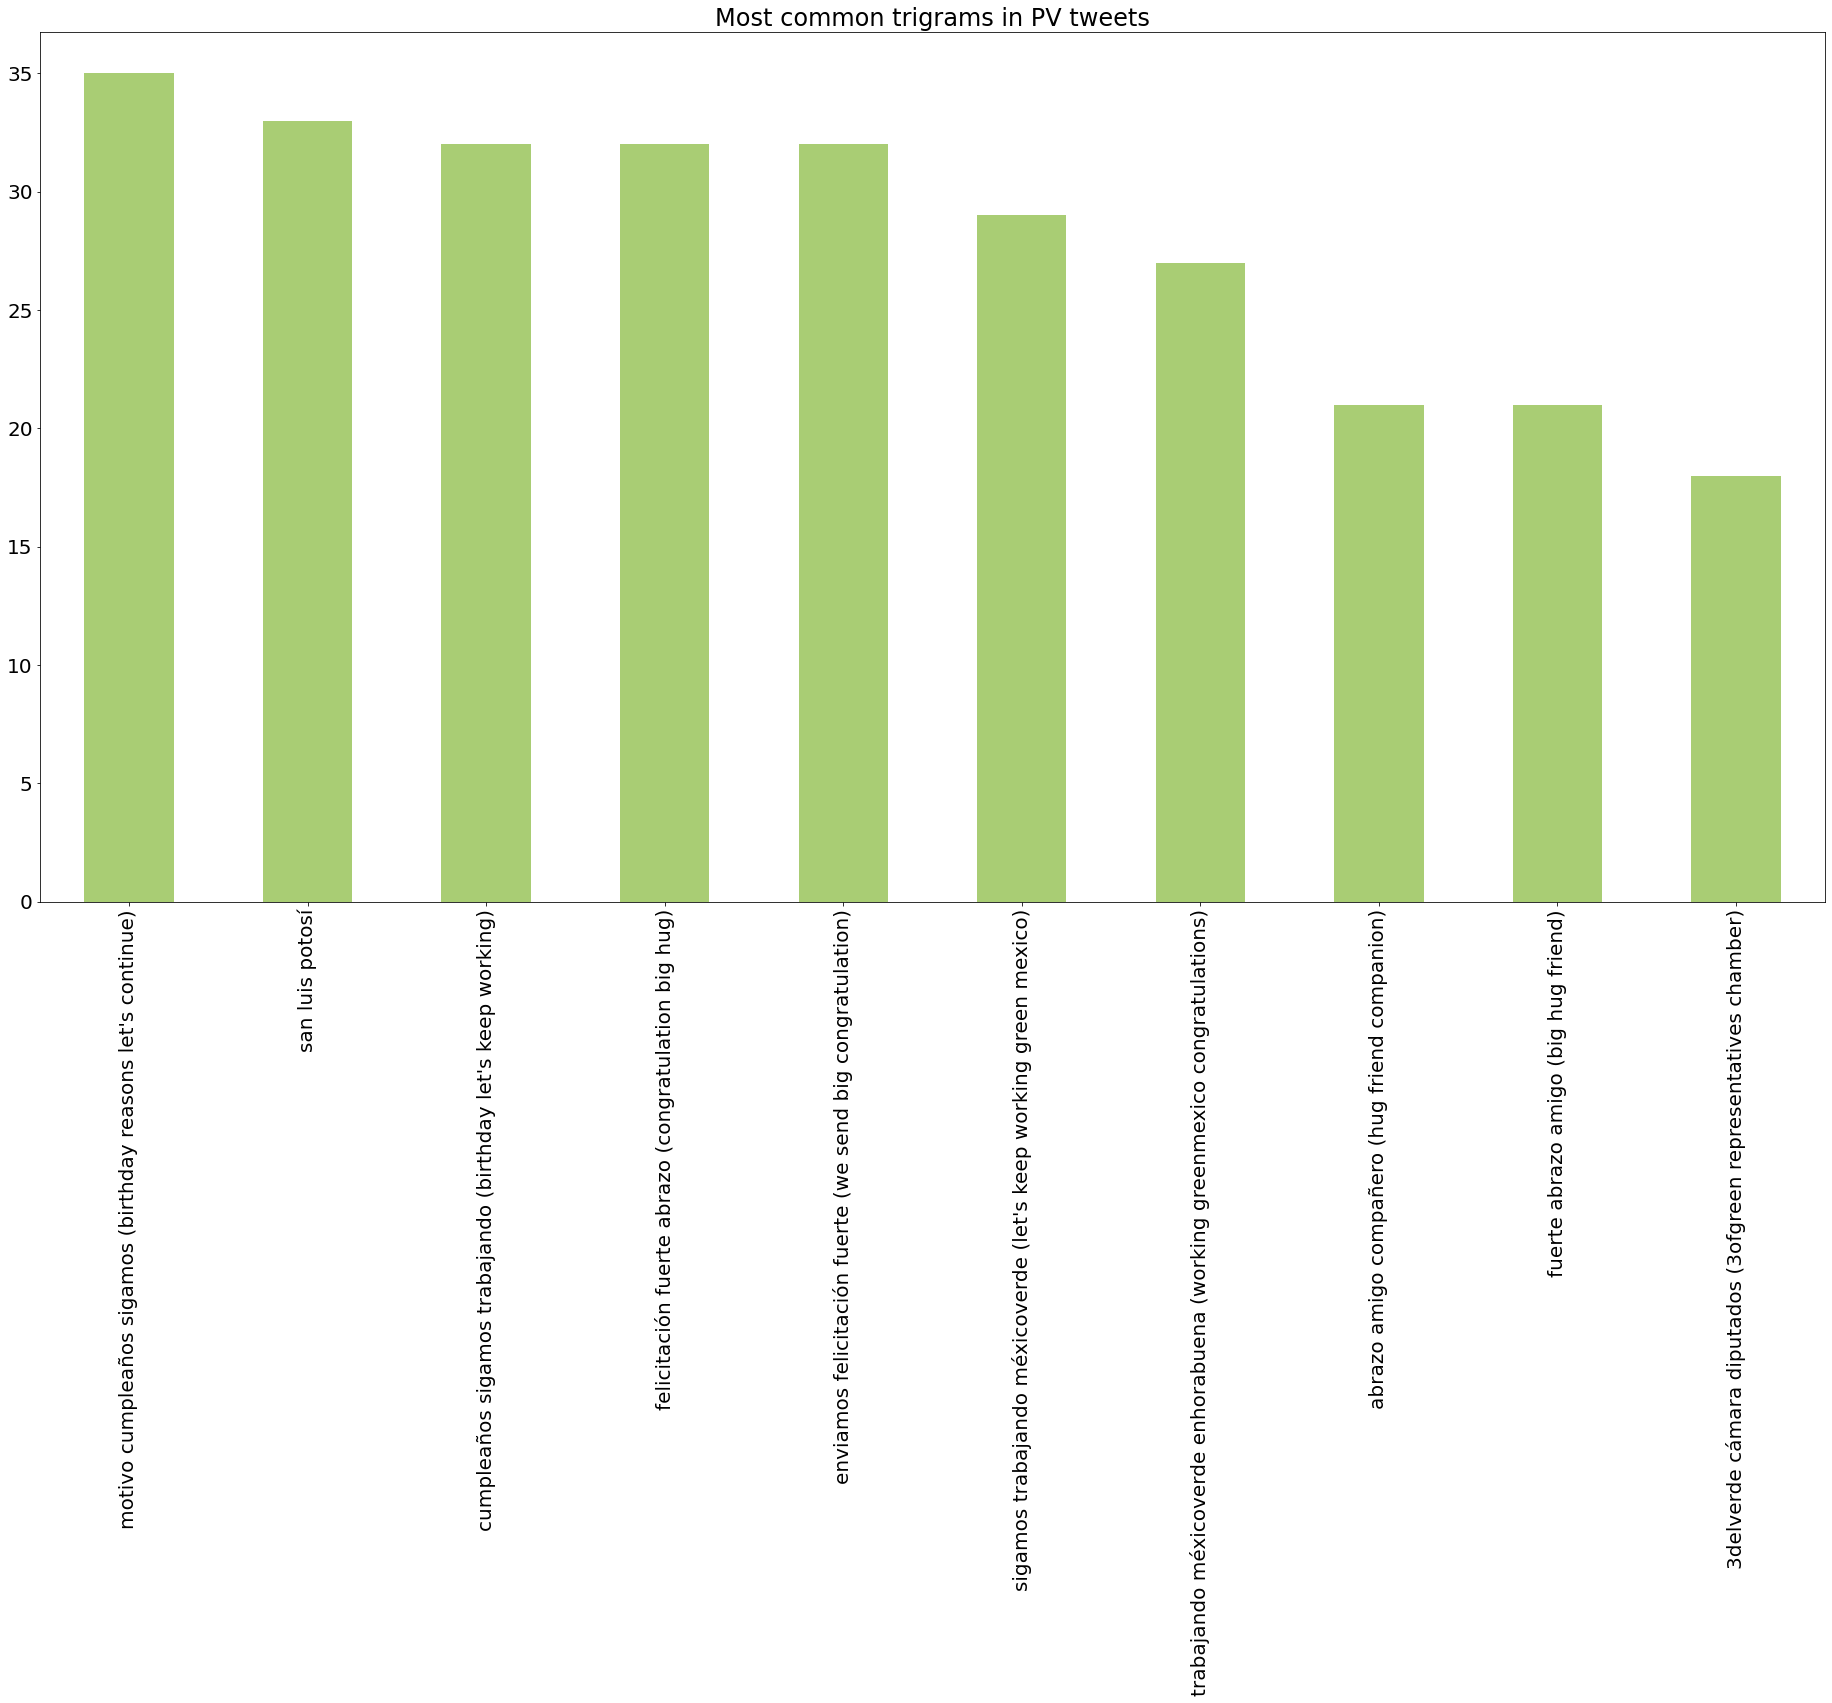 Most common trigrams in PV tweets
35
30
25
20
15
10
5
0
motivo cumpleaños sigamos (birthday reasons let's continue)
san luis potosí
cumpleaños sigamos trabajando (birthday let's keep working)
felicitación fuerte abrazo (congratulation big hug)
enviamos felicitación fuerte (we send big congratulation)
sigamos trabajando méxicoverde (let's keep working green mexico)
trabajando méxicoverde enhorabuena (working greenmexico congratulations)
abrazo amigo compañero (hug friend companion)
fuerte abrazo amigo (big hug friend)
3delverde cámara diputados (3ofgreen representatives chamber)